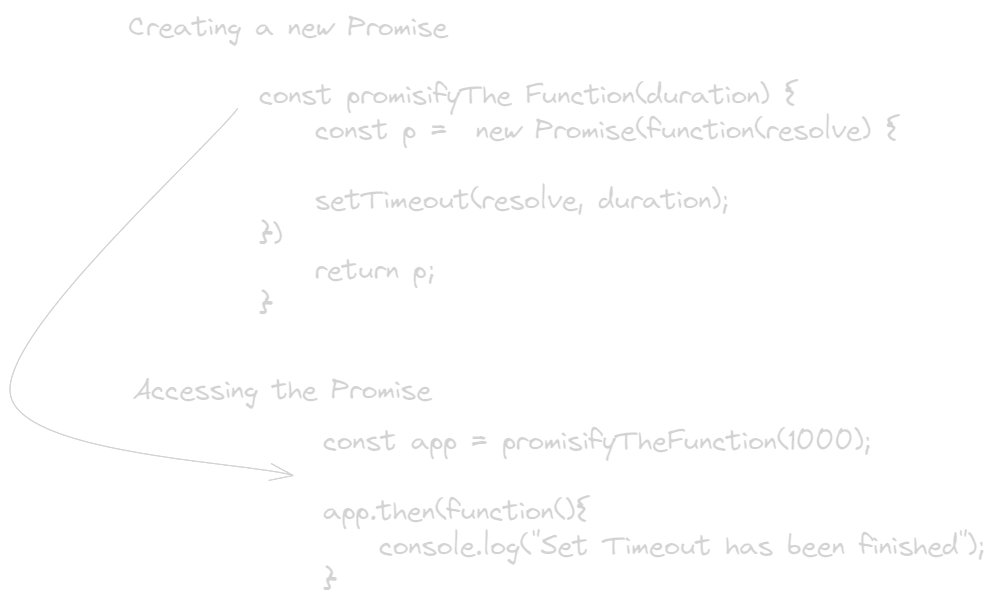 Creating a new Promise
const promisifyThe Function(duration) {
const p = new Promise(function(resolve) {
setTimeout(resolve, duration);
})
return p;
}
Accessing the Promise
const app = promisifyTheFunction(1000);
app.then(function(){
console.log("Set Timeout has been finished");
}